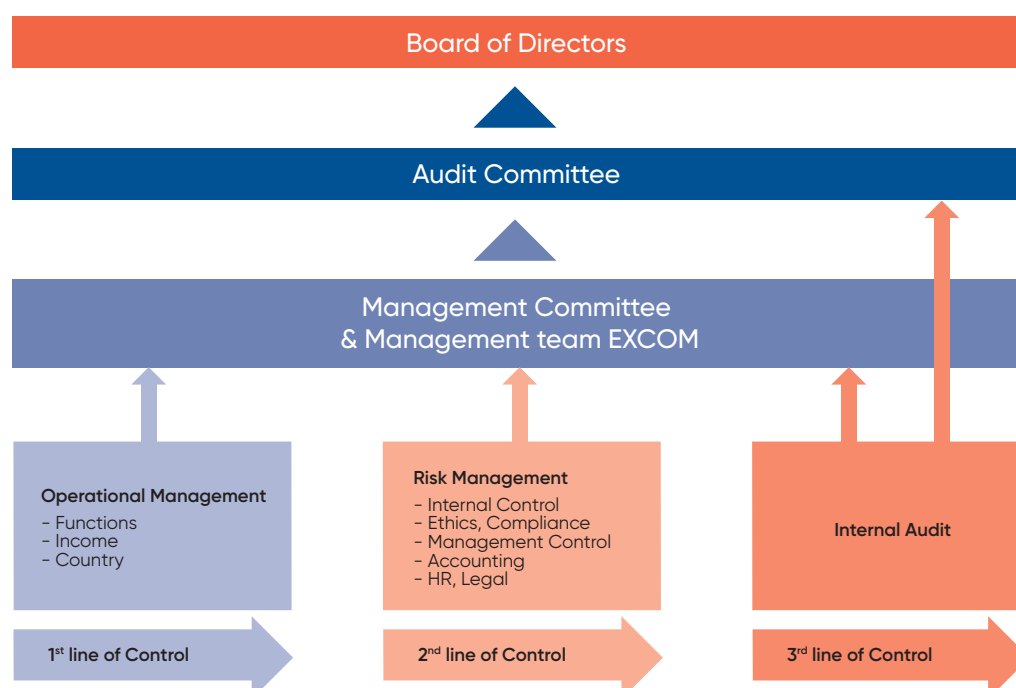 Board of Directors
Audit Committee
Management Committee
& Management team EXCOM
Operational Management
- Functions
- Income
- Country
Risk Management
- Internal Control
- Ethics, Compliance
- Management Control
- Accounting
- HR, Legal
Internal Audit
1st line of Control
2nd line of Control
3rd line of Control